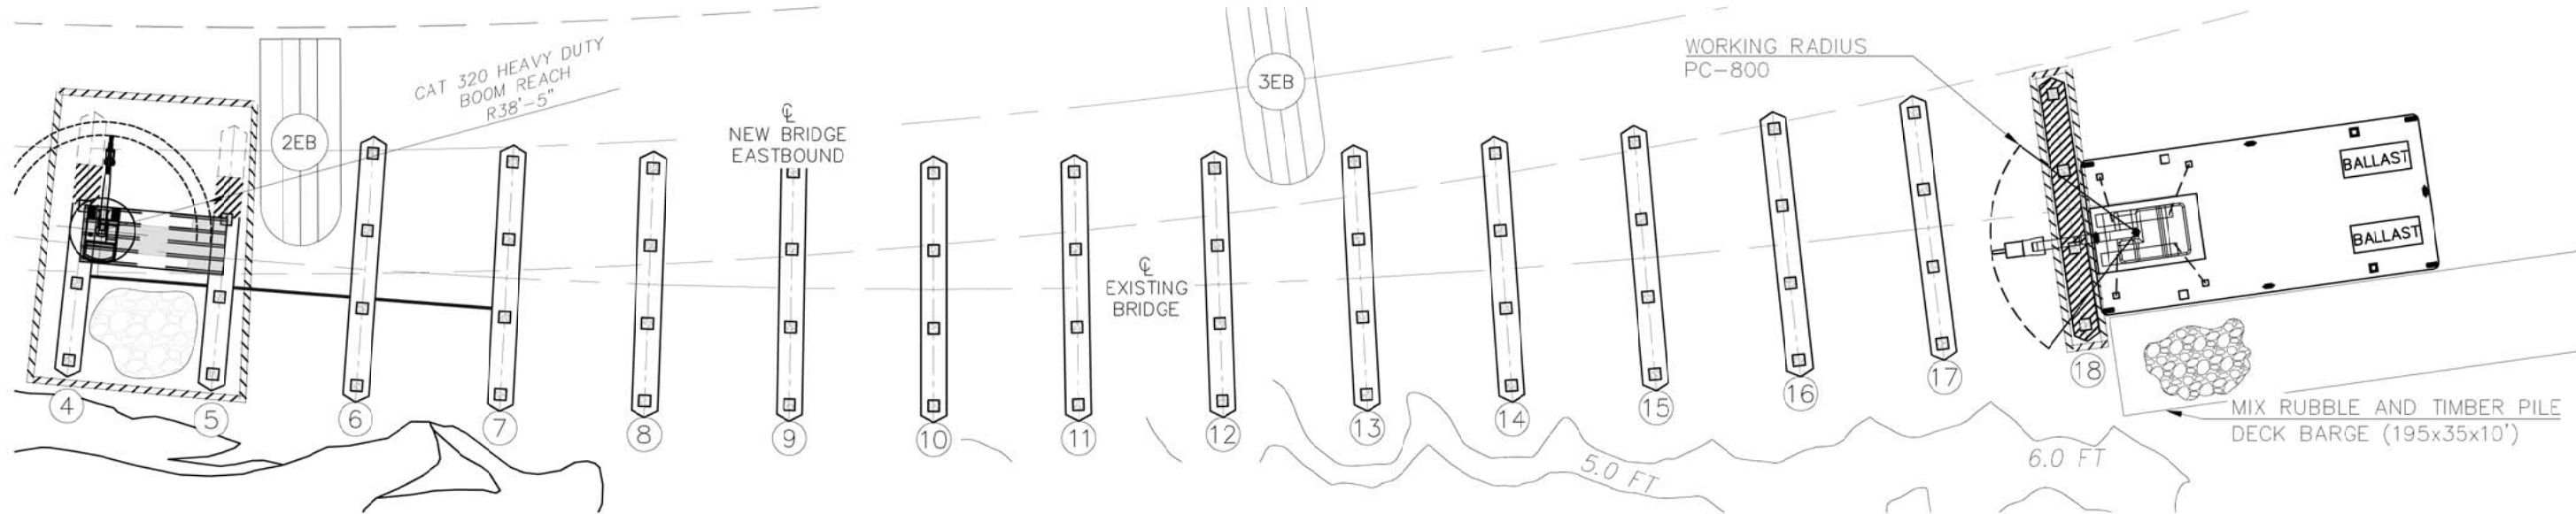 CAT 320 HEAVY DUTY
BOOM REACH
R38'-5"
2EB
℄
NEW BRIDGE
EASTBOUND
3EB
℄
EXISTING
BRIDGE
WORKING RADIUS
PC-800
BALLAST
BALLAST
4
5
6
7
8
9
10
11
12
13
14
15
16
17
18
MIX RUBBLE AND TIMBER PILE
DECK BARGE (195x35x10')
5.0 FT
6.0 FT